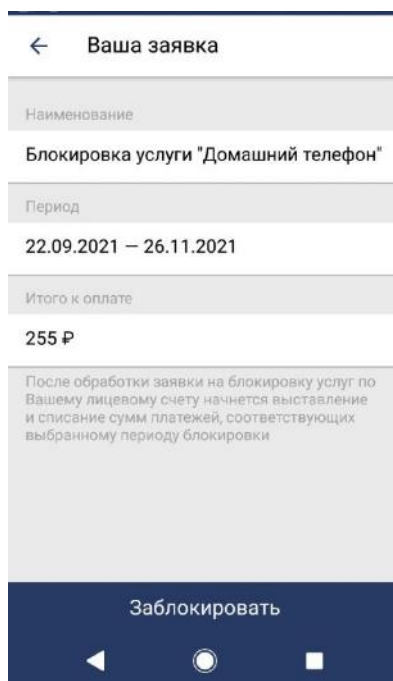 Ваша заявка
Наименование
Блокировка услуги "Домашний телефон"
Период
22.09.2021 — 26.11.2021
Итого к оплате
255 ₽
После обработки заявки на блокировку услуг по
Вашему лицевому счету начнется выставление
и списание сумм платежей, соответствующих
выбранному периоду блокировки
Заблокировать